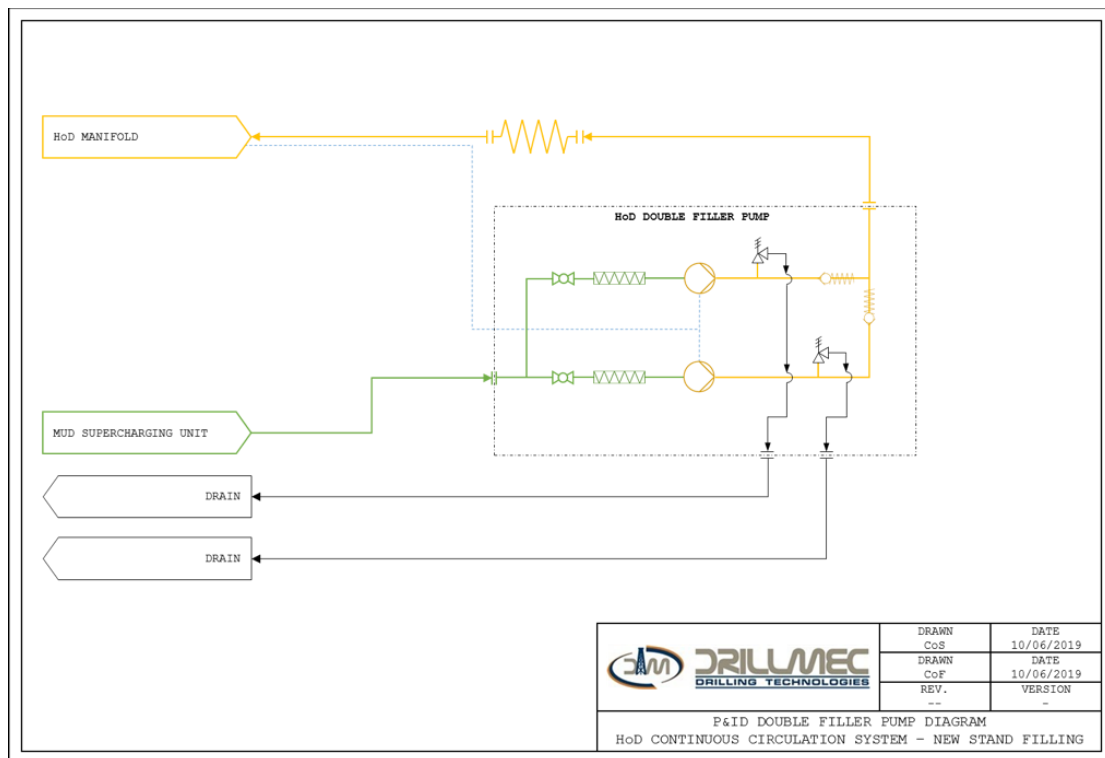 HoD MANIFOLD
HoD DOUBLE FILLER PUMP
MUD SUPERCHARGING UNIT
DRAIN
DRAIN
DM
DRILLMEC
DRILLING TECHNOLOGIES
DRAWN
CoS
DATE
10/06/2019
DRAWN
CoF
DATE
10/06/2019
REV.
--
VERSION
-
P&ID DOUBLE FILLER PUMP DIAGRAM
HoD CONTINUOUS CIRCULATION SYSTEM - NEW STAND FILLING